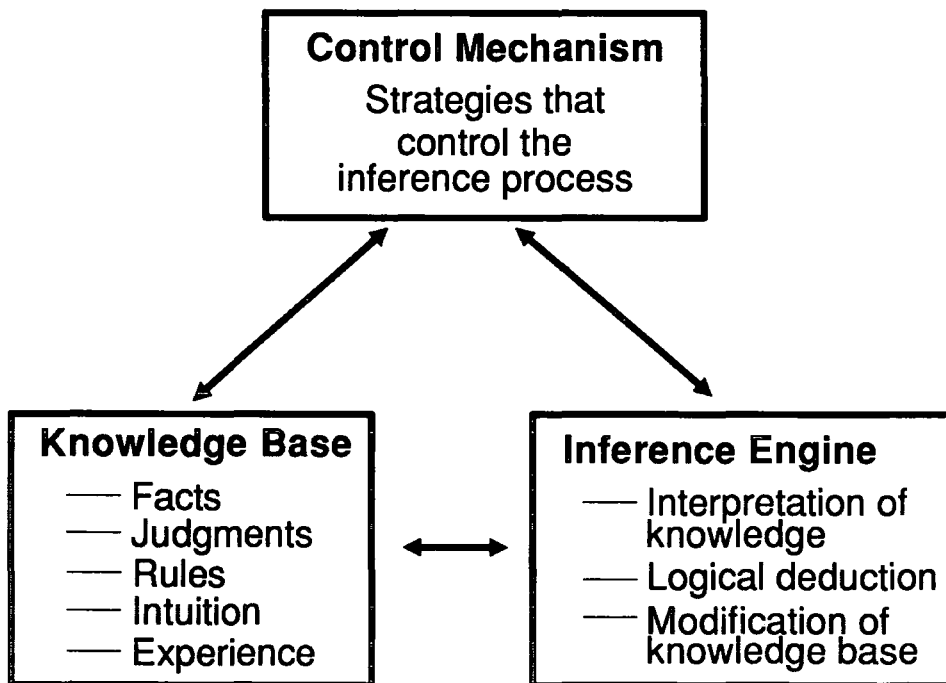 Control Mechanism
Strategies that
control the
inference process
Knowledge Base
— Facts
— Judgments
— Rules
— Intuition
— Experience
Inference Engine
— Interpretation of
knowledge
— Logical deduction
— Modification of
knowledge base